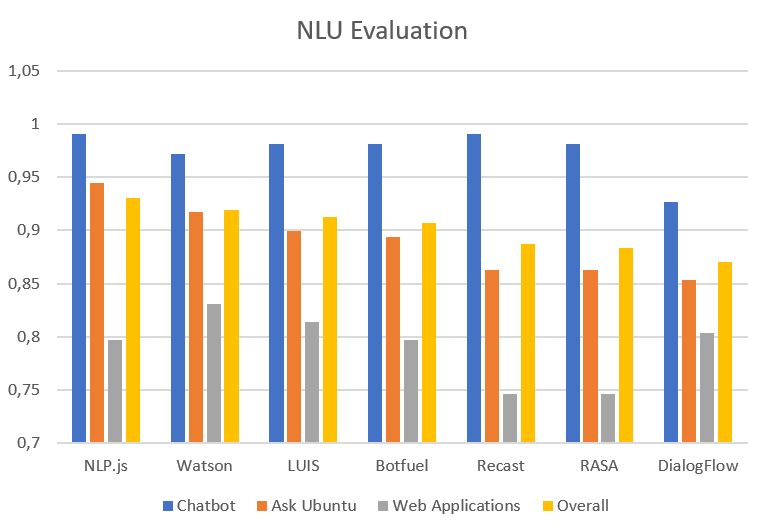 NLU Evaluation
1,05
1
0,95
0,9
0,85
0,8
0,75
0,7
NLP.js Watson LUIS Botfuel Recast RASA DialogFlow
Chatbot Ask Ubuntu Web Applications Overall